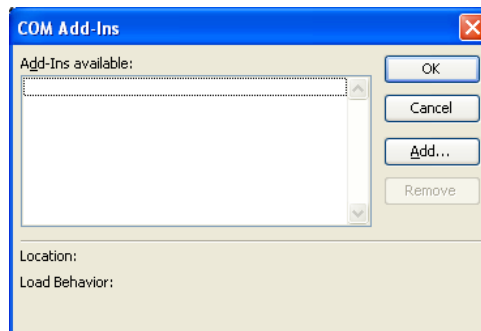 COM Add-Ins
Add-Ins available:
OK
Cancel
Add...
Remove
Location:
Load Behavior: